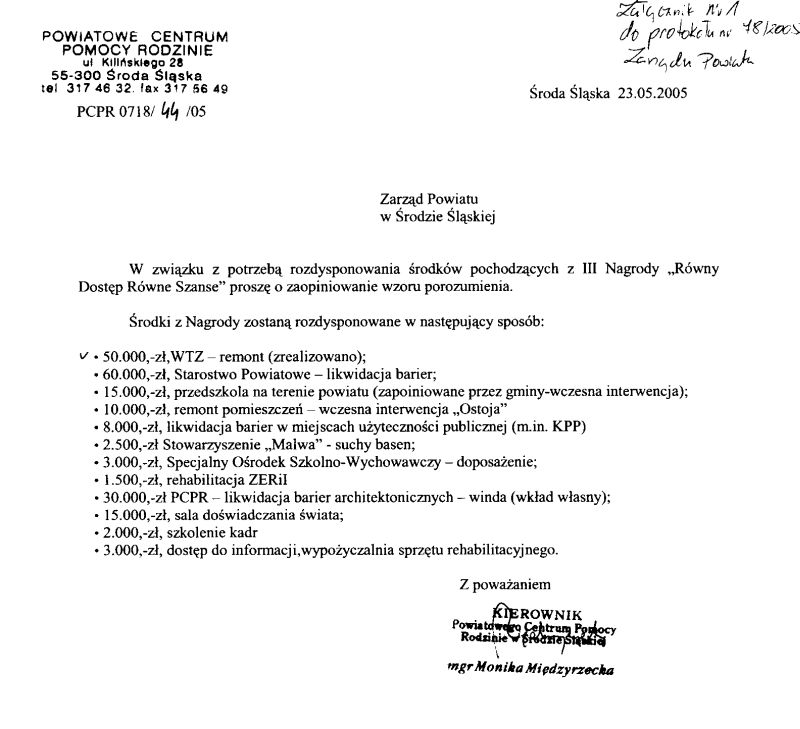 Załącznik Nr 1
do protokołu nr 78/2005
Zarządu Powiatu
POWIATOWE CENTRUM
POMOCY RODZINIE
ul Kilińskiego 28
55-300 Środa Śląska
tel 317 46 32. fax 317 56 49
PCPR 0718/ 44 /05
Środa Śląska 23.05.2005
Zarząd Powiatu
w Środzie Śląskiej
W związku z potrzebą rozdysponowania środków pochodzących z III Nagrody „Równy
Dostęp Równe Szanse” proszę o zaopiniowanie wzoru porozumienia.
Środki z Nagrody zostaną rozdysponowane w następujący sposób:
✓ • 50.000,-zł,WTZ – remont (zrealizowano);
• 60.000,-zł, Starostwo Powiatowe – likwidacja barier;
• 15.000,-zł, przedszkola na terenie powiatu (zapoiniowane przez gminy-wczesna interwencja);
• 10.000,-zł, remont pomieszczeń – wczesna interwencja „Ostoja”
• 8.000,-zł, likwidacja barier w miejscach użyteczności publicznej (m.in. KPP)
• 2.500,-zł Stowarzyszenie „Malwa” - suchy basen;
• 3.000,-zł, Specjalny Ośrodek Szkolno-Wychowawczy – doposażenie;
• 1.500,-zł, rehabilitacja ZERiI
• 30.000,-zł PCPR – likwidacja barier architektonicznych – winda (wkład własny);
• 15.000,-zł, sala doświadczania świata;
• 2.000,-zł, szkolenie kadr
• 3.000,-zł, dostęp do informacji,wypożyczalnia sprzętu rehabilitacyjnego.
Z poważaniem
KIEROWNIK
Powiatowego Centrum Pomocy
Rodzinie w Środzie Śląskiej
mgr Monika Międzyrzecka